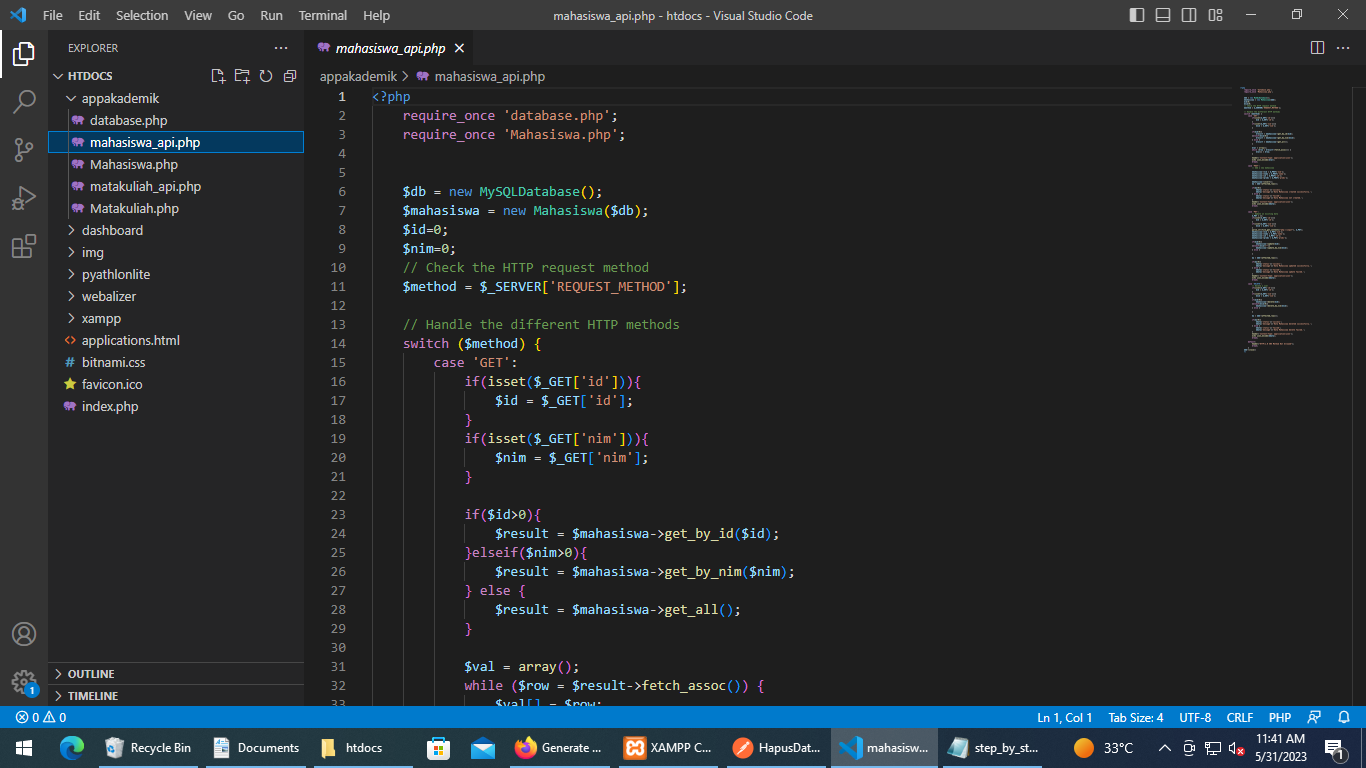 File Edit Selection View Go Run Terminal Help
mahasiswa_api.php - htdocs - Visual Studio Code
EXPLORER
HTDOCS
appakademik
database.php
mahasiswa_api.php
Mahasiswa.php
matakuliah_api.php
Matakuliah.php
dashboard
img
pyathlonlite
webalizer
xampp
applications.html
bitnami.css
favicon.ico
index.php
OUTLINE
TIMELINE
mahasiswa_api.php
appakademik > mahasiswa_api.php
1 <?php
2 require_once 'database.php';
3 require_once 'Mahasiswa.php';
4
5
6 $db = new MySQLDatabase();
7 $mahasiswa = new Mahasiswa($db);
8 $id=0;
9 $nim=0;
10 // Check the HTTP request method
11 $method = $_SERVER['REQUEST_METHOD'];
12
13 // Handle the different HTTP methods
14 switch ($method) {
15 case 'GET':
16 if(isset($_GET['id'])){
17 $id = $_GET['id'];
18 }
19 if(isset($_GET['nim'])){
20 $nim = $_GET['nim'];
21 }
22
23 if($id>0){
24 $result = $mahasiswa->get_by_id($id);
25 }elseif($nim>0){
26 $result = $mahasiswa->get_by_nim($nim);
27 } else {
28 $result = $mahasiswa->get_all();
29 }
30
31 $val = array();
32 while ($row = $result->fetch_assoc()) {
33 $val[] = $row;
0 0
Ln 1, Col 1 Tab Size: 4 UTF-8 CRLF PHP
1
Recycle Bin
Documents
htdocs
Generate ...
XAMPP C...
HapusDat...
mahasisw...
step_by_st...
33°C
11:41 AM
5/31/2023
1